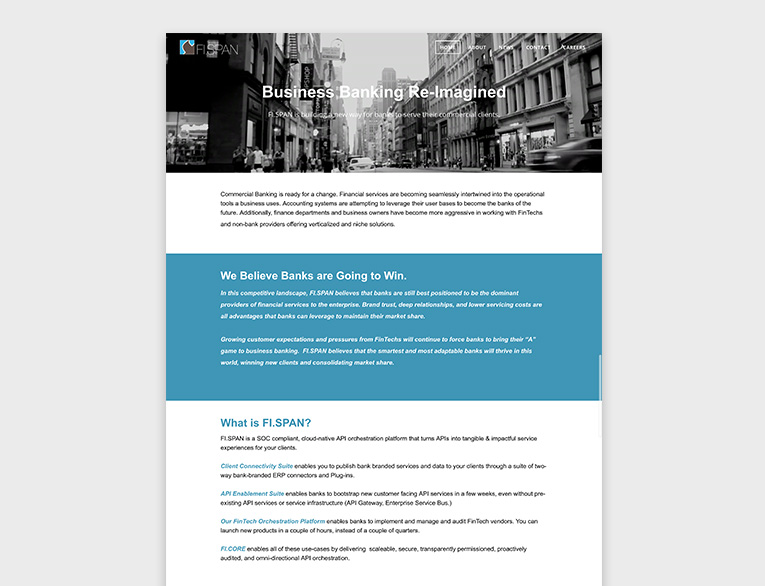 FI.SPAN
HOME ABOUT NEWS CONTACT CAREERS
Business Banking Re-Imagined
FI.SPAN is building a new way for banks to serve their commercial clients.
Commercial Banking is ready for a change. Financial services are becoming seamlessly intertwined into the operational
tools a business uses. Accounting systems are attempting to leverage their user bases to become the banks of the
future. Additionally, finance departments and business owners have become more aggressive in working with FinTechs
and non-bank providers offering verticalized and niche solutions.
We Believe Banks are Going to Win.
In this competitive landscape, FI.SPAN believes that banks are still best positioned to be the dominant
providers of financial services to the enterprise. Brand trust, deep relationships, and lower servicing costs are
all advantages that banks can leverage to maintain their market share.
Growing customer expectations and pressures from FinTechs will continue to force banks to bring their “A”
game to business banking. FI.SPAN believes that the smartest and most adaptable banks will thrive in this
world, winning new clients and consolidating market share.
What is FI.SPAN?
FI.SPAN is a SOC compliant, cloud-native API orchestration platform that turns APIs into tangible & impactful service
experiences for your clients.
Client Connectivity Suite enables you to publish bank branded services and data to your clients through a suite of two-
way bank-branded ERP connectors and Plug-ins.
API Enablement Suite enables banks to bootstrap new customer facing API services in a few weeks, even without pre-
existing API services or service infrastructure (API Gateway, Enterprise Service Bus.)
Our FinTech Orchestration Platform enables banks to implement and manage and audit FinTech vendors. You can
launch new products in a couple of hours, instead of a couple of quarters.
FI.CORE enables all of these use-cases by delivering scaleable, secure, transparently permissioned, proactively
audited, and omni-directional API orchestration.